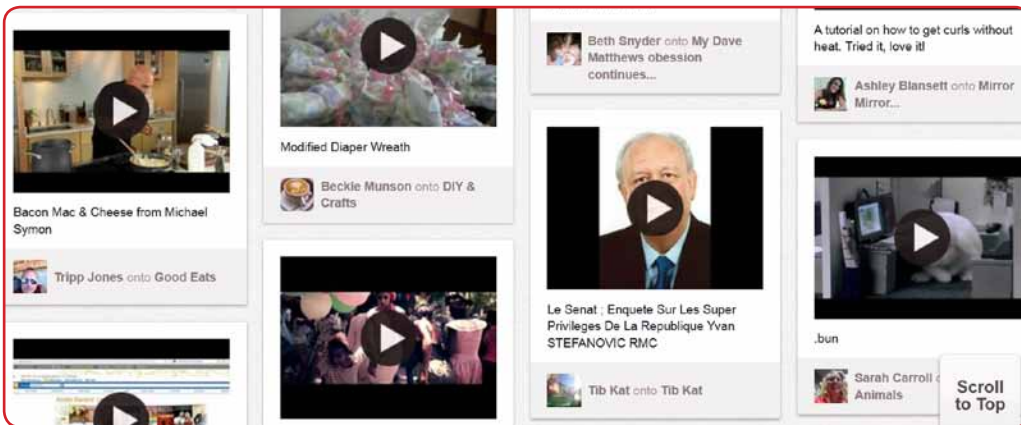 Bacon Mac & Cheese from Michael
Symon
Tripp Jones onto Good Eats
Modified Diaper Wreath
Beckie Munson onto DIY &
Crafts
Beth Snyder onto My Dave
Matthews obession
continues...
Le Senat ; Enquete Sur Les Super
Privileges De La Republique Yvan
STEFANOVIC RMC
Tib Kat onto Tib Kat
A tutorial on how to get curls without
heat. Tried it, love it!
Ashley Blansett onto Mirror
Mirror...
.bun
Sarah Carroll
Animals
Scroll
to Top